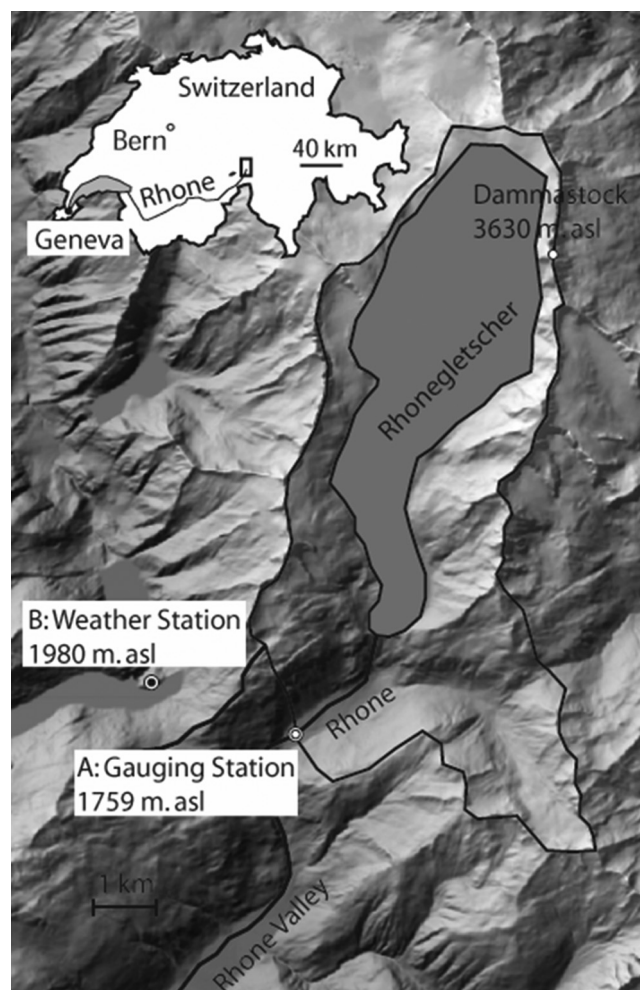 Switzerland
Bern
40 km
Rhone
Geneva
Dammastock
3630 m. asl
Rhonegletscher
B: Weather Station
1980 m. asl
Rhone
A: Gauging Station
1759 m. asl
1 km
Rhone Valley